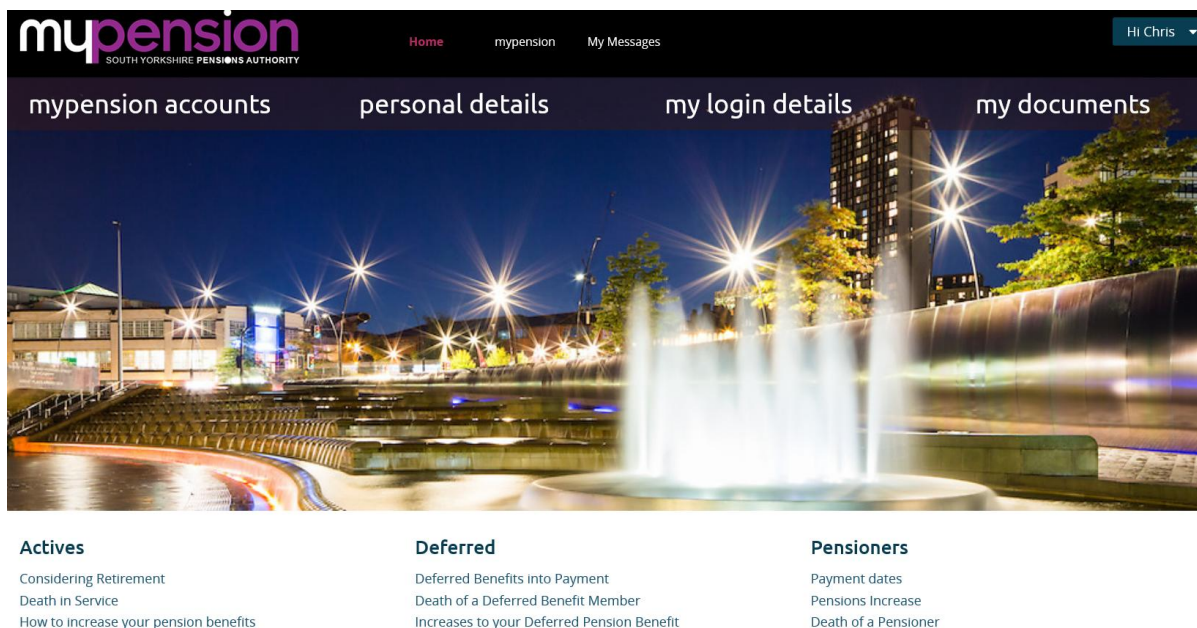 mypension
SOUTH YORKSHIRE PENSIONS AUTHORITY
Home mypension My Messages
Hi Chris
mypension accounts personal details my login details my documents
Actives
Considering Retirement
Death in Service
How to increase your pension benefits
Deferred
Deferred Benefits into Payment
Death of a Deferred Benefit Member
Increases to your Deferred Pension Benefit
Pensioners
Payment dates
Pensions Increase
Death of a Pensioner